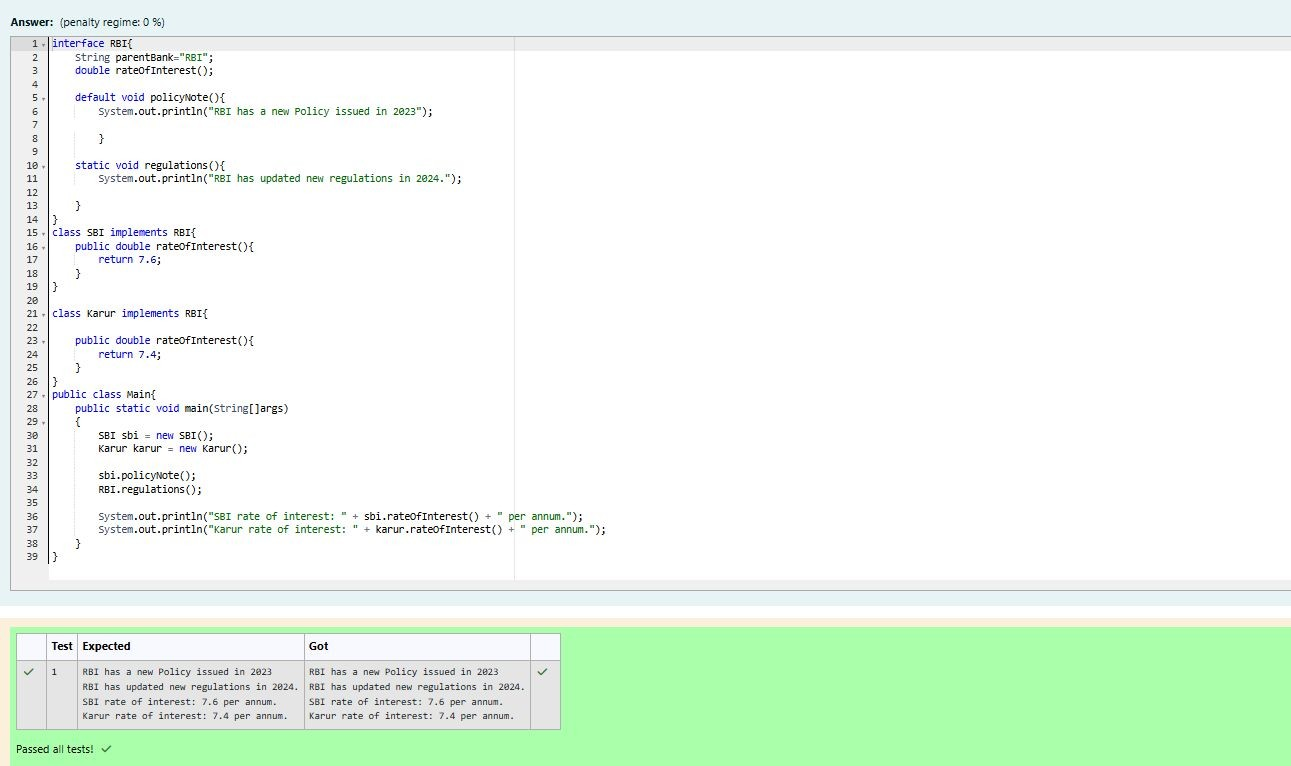 Answer: (penalty regime: 0 %)
1 interface RBI{
2 String parentBank="RBI";
3 double rateOfInterest();
4
5 default void policyNote(){
6 System.out.println("RBI has a new Policy issued in 2023");
7
8 }
9
10 static void regulations(){
11 System.out.println("RBI has updated new regulations in 2024.");
12
13 }
14 }
15 class SBI implements RBI{
16 public double rateOfInterest(){
17 return 7.6;
18 }
19 }
20
21 class Karur implements RBI{
22
23 public double rateOfInterest(){
24 return 7.4;
25 }
26 }
27 public class Main{
28 public static void main(String[]args)
29 {
30 SBI sbi = new SBI();
31 Karur karur = new Karur();
32
33 sbi.policyNote();
34 RBI.regulations();
35
36 System.out.println("SBI rate of interest: " + sbi.rateOfInterest() + " per annum.");
37 System.out.println("Karur rate of interest: " + karur.rateOfInterest() + " per annum.");
38 }
39 }
Test Expected Got
1 RBI has a new Policy issued in 2023 RBI has a new Policy issued in 2023
RBI has updated new regulations in 2024. RBI has updated new regulations in 2024.
SBI rate of interest: 7.6 per annum. SBI rate of interest: 7.6 per annum.
Karur rate of interest: 7.4 per annum. Karur rate of interest: 7.4 per annum.
Passed all tests!